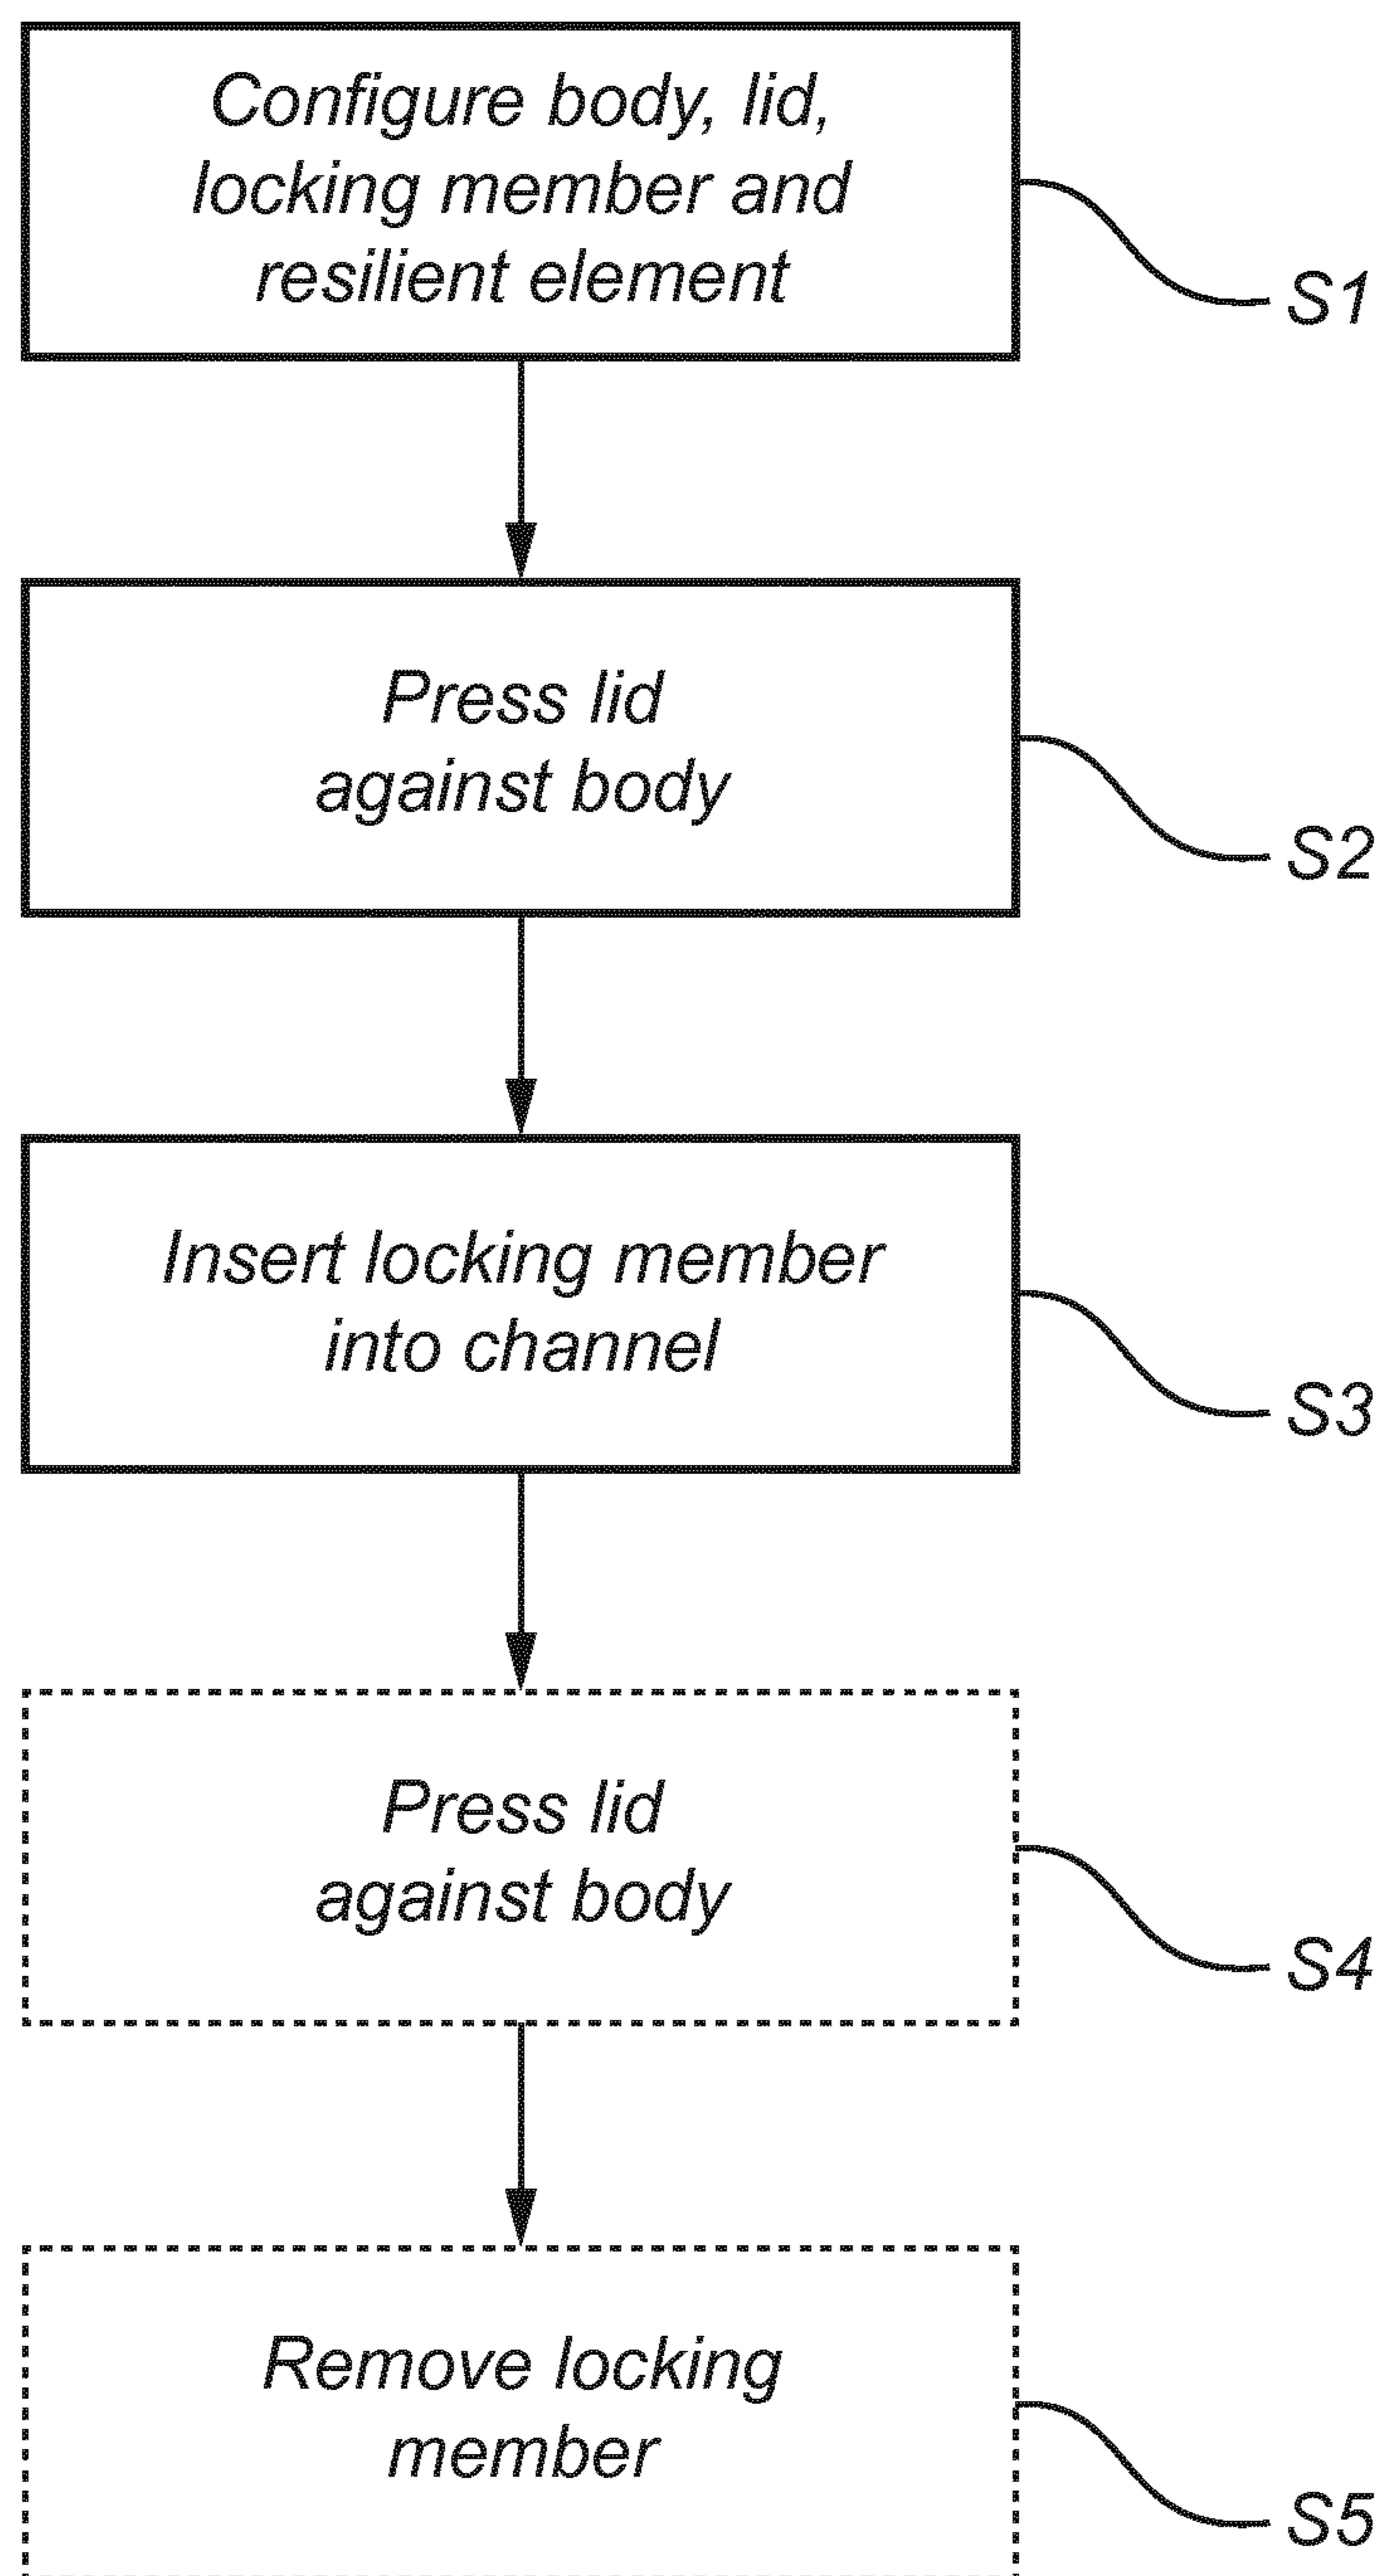 Configure body, lid,
locking member and
resilient element
S1
Press lid
against body
S2
Insert locking member
into channel
S3
Press lid
against body
S4
Remove locking
member
S5